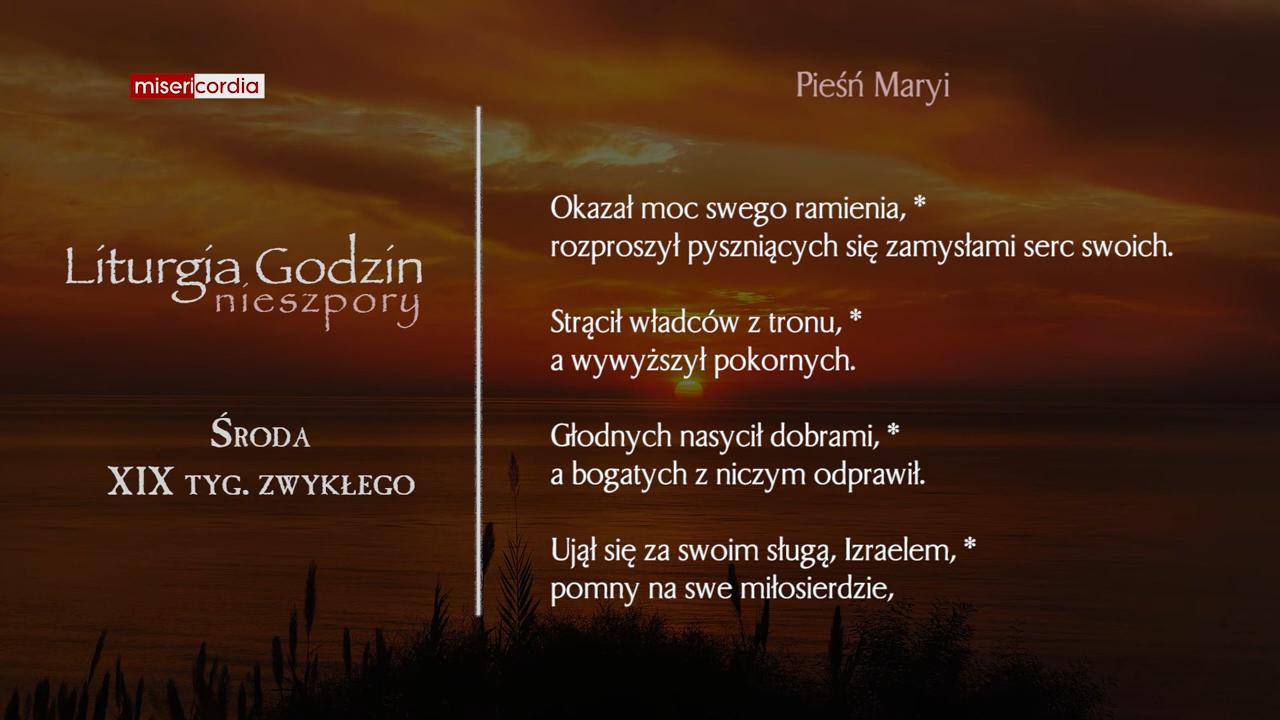 misericordia
Liturgia Godzin
nieszpory
Środa
XIX tyg. zwykłego
Pieśń Maryi
Okazał moc swego ramienia, *
rozproszył pyszniących się zamysłami serc swoich.
Strącił władców z tronu, *
a wywyższył pokornych.
Głodnych nasycił dobrami, *
a bogatych z niczym odprawił.
Ujął się za swoim sługą, Izraelem, *
pomny na swe miłosierdzie,